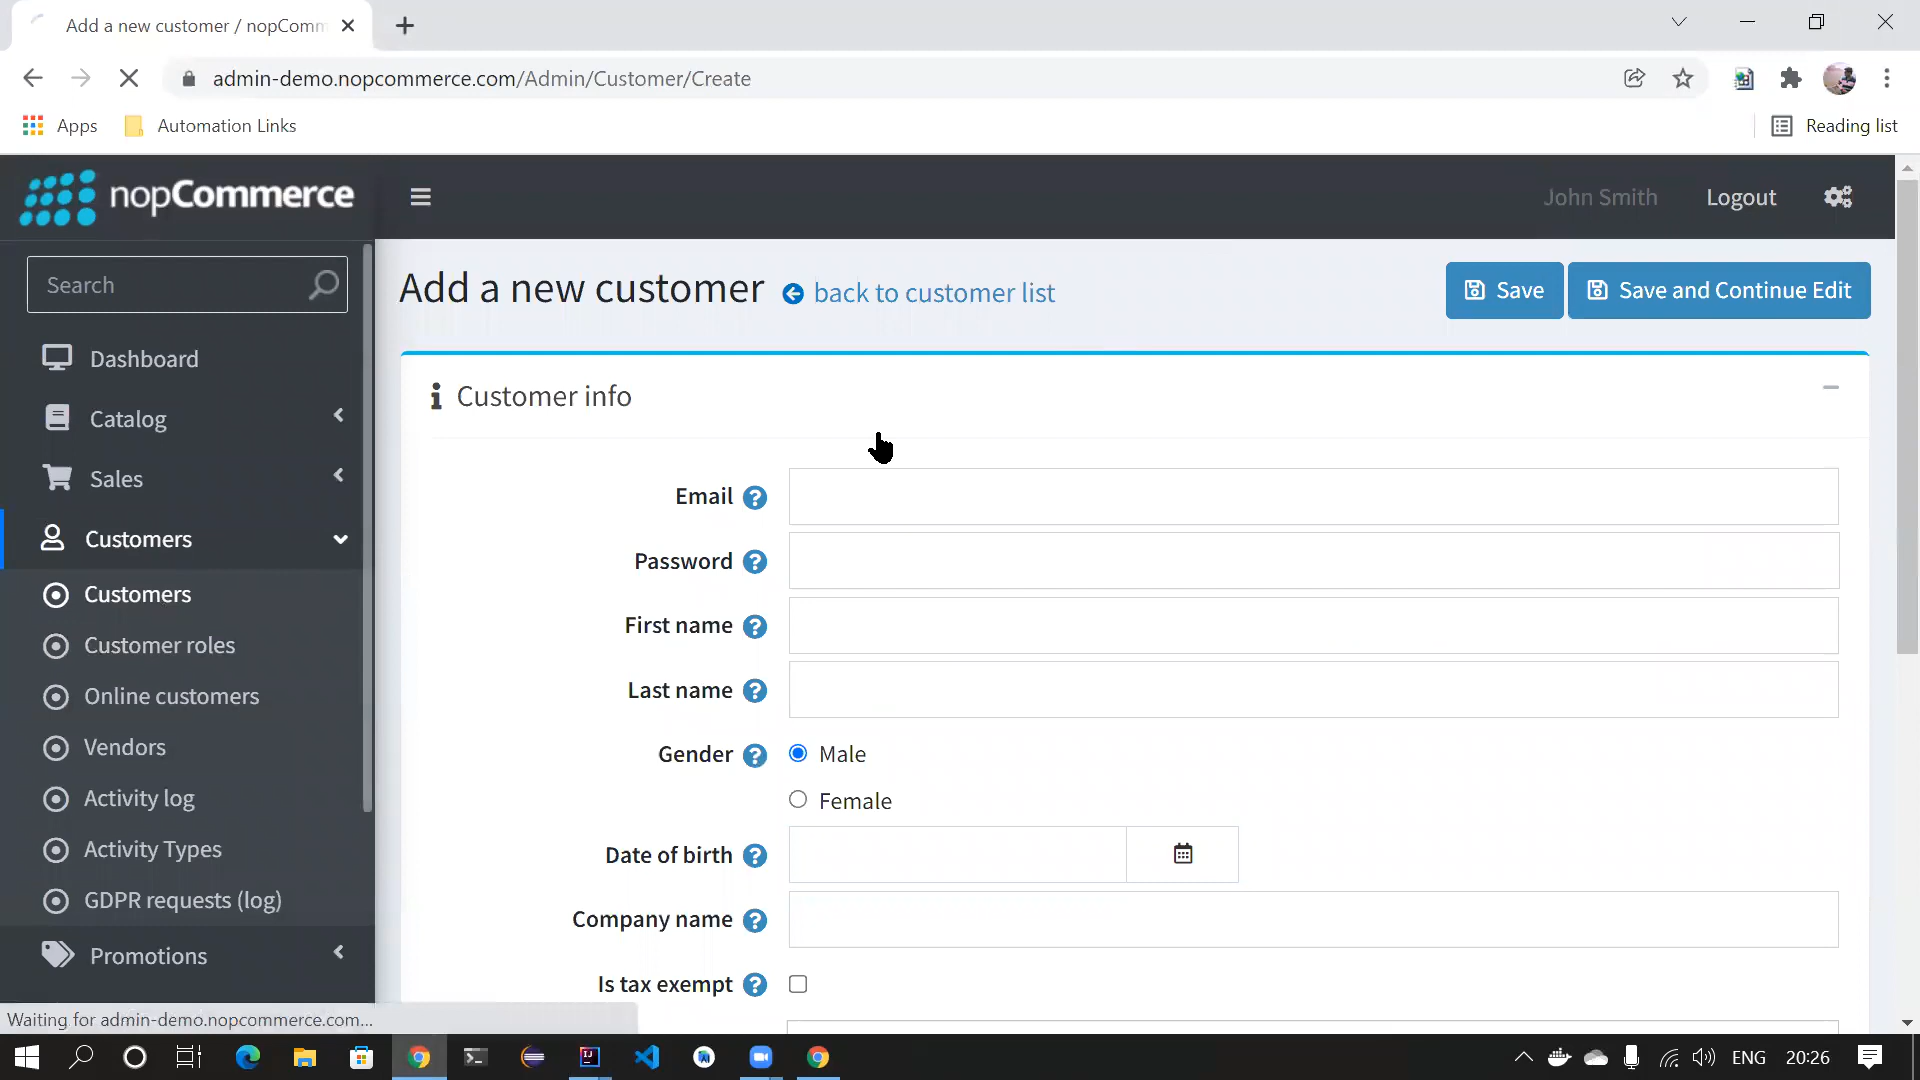 Add a new customer / nopComm
admin-demo.nopcommerce.com/Admin/Customer/Create
Apps
Automation Links
Reading list
nopCommerce
John Smith
Logout
Search
Add a new customer
back to customer list
Save
Save and Continue Edit
Dashboard
Catalog
Sales
Customers
Customers
Customer roles
Online customers
Vendors
Activity log
Activity Types
GDPR requests (log)
Promotions
Customer info
Email
Password
First name
Last name
Gender
Male
Female
Date of birth
Company name
Is tax exempt
Waiting for admin-demo.nopcommerce.com...
ENG
20:26